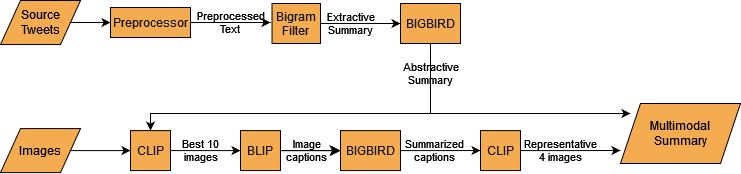 Source
Tweets
Preprocessor
Preprocessed
Text
Bigram
Filter
Extractive
Summary
BIGBIRD
Abstractive
Summary
Images
CLIP
Best 10
images
BLIP
Image
captions
BIGBIRD
Summarized
captions
CLIP
Representative
4 images
Multimodal
Summary